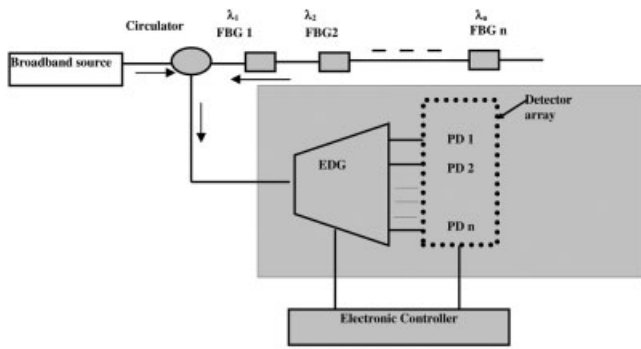 Circulator
λ₁
FBG 1
λ₂
FBG2
λₙ
FBG n
Broadband source
Detector
array
EDG
PD 1
PD 2
PD n
Electronic Controller